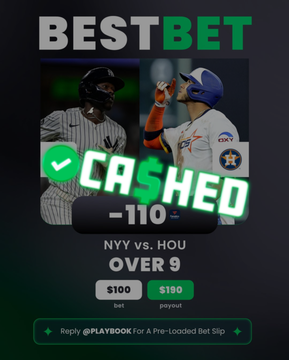 BESTBET
OXY
CA$HED
-110
NYY vs. HOU
OVER 9
$100 $190
bet payout
Reply @PLAYBOOK For A Pre-Loaded Bet Slip